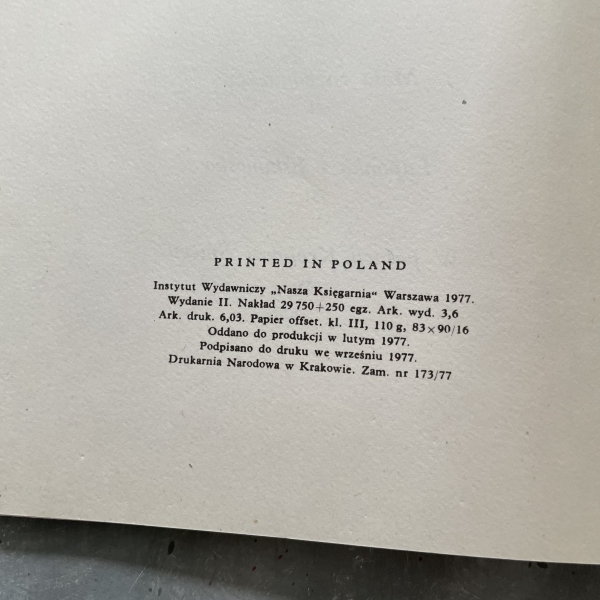 PRINTED IN POLAND
Instytut Wydawniczy „Nasza Księgarnia“ Warszawa 1977.
Wydanie II. Nakład 29 750+250 egz. Ark. wyd. 3,6
Ark. druk. 6,03. Papier offset. kl. III, 110 g, 83×90/16
Oddano do produkcji w lutym 1977.
Podpisano do druku we wrześniu 1977.
Drukarnia Narodowa w Krakowie. Zam. nr 173/77